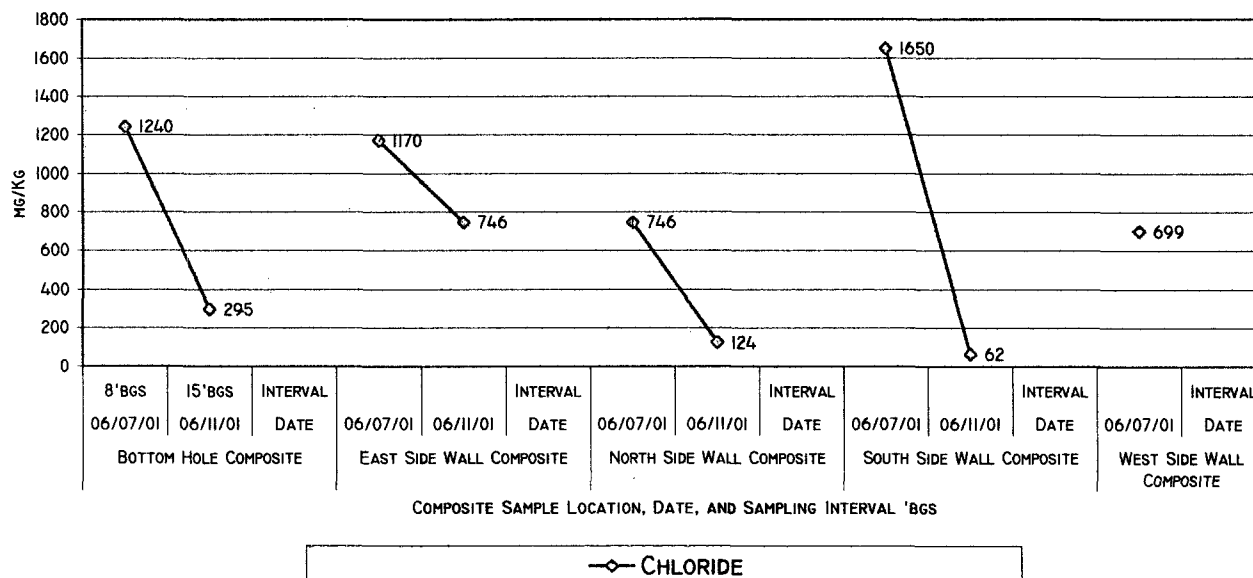 1800
1600
1400
1200
1000
800
600
400
200
0
MG/KG
1240
295
1170
746
746
124
1650
62
699
8'BGS 15'BGS INTERVAL INTERVAL INTERVAL INTERVAL INTERVAL
06/07/01 06/11/01 DATE 06/07/01 06/11/01 DATE 06/07/01 06/11/01 DATE 06/07/01 06/11/01 DATE 06/07/01 DATE
BOTTOM HOLE COMPOSITE EAST SIDE WALL COMPOSITE NORTH SIDE WALL COMPOSITE SOUTH SIDE WALL COMPOSITE WEST SIDE WALL
COMPOSITE
COMPOSITE SAMPLE LOCATION, DATE, AND SAMPLING INTERVAL 'BGS
CHLORIDE